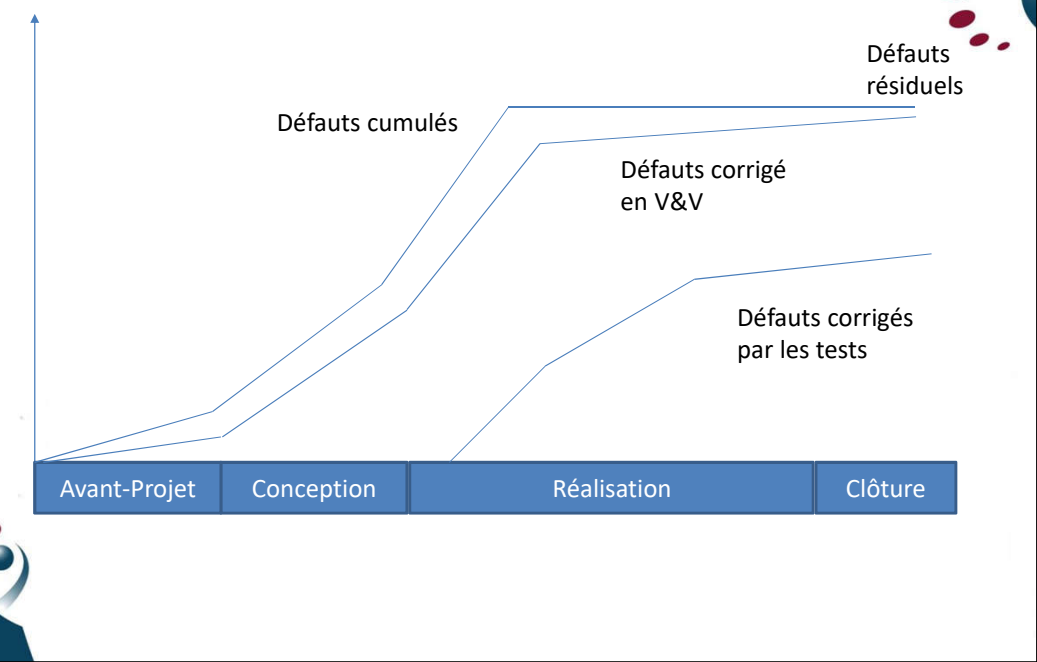 Défauts
résiduels
Défauts cumulés
Défauts corrigé
en V&V
Défauts corrigés
par les tests
Avant-Projet
Conception
Réalisation
Clôture